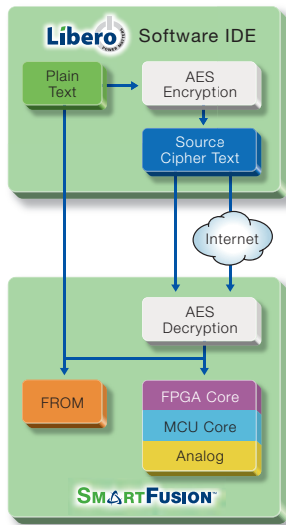 Libero
POWER MATTERS
Software IDE
Plain
Text
AES
Encryption
Source
Cipher Text
Internet
AES
Decryption
FROM
FPGA Core
MCU Core
Analog
SMARTFUSION™